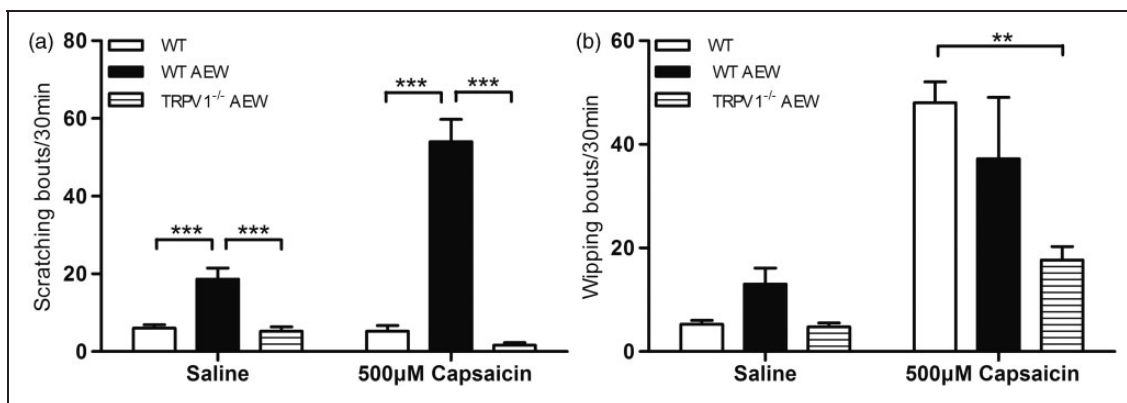 (a)
80
60
40
20
0
Scratching bouts/30min
WT
WT AEW
TRPV1-/- AEW
***
***
***
***
Saline
500μM Capsaicin
(b)
60
40
20
0
Wipping bouts/30min
WT
WT AEW
TRPV1-/- AEW
**
Saline
500μM Capsaicin